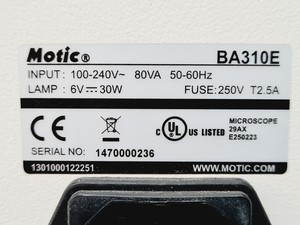 Motic® BA310E
INPUT: 100-240V~ 80VA 50-60Hz
LAMP: 6V⎓30W FUSE:250V T2.5A
CE c UL US LISTED MICROSCOPE
29AX
E250223
SERIAL NO: 1470000236
1301000122251 WWW.MOTIC.COM